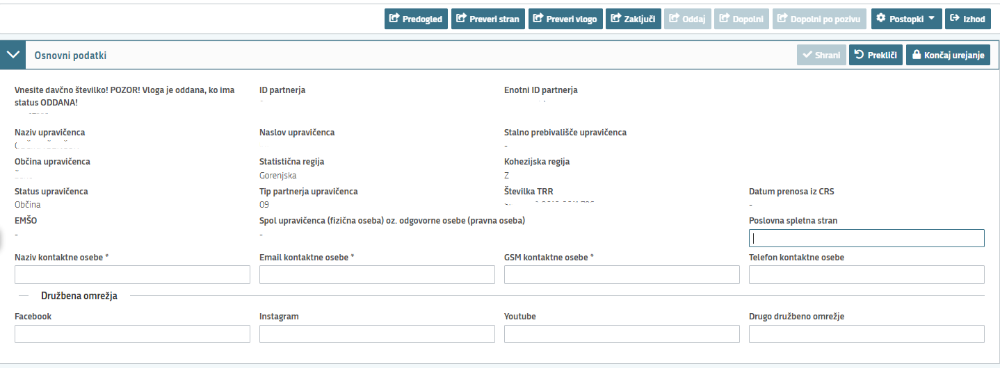 Predogled Preveri stran Preveri vlogo Zaključi Oddaj Dopolni Dopolni po pozivu Postopki Izhod
Osnovni podatki Shrani Prekliči Končaj urejanje
Vnesite davčno številko! POZOR! Vloga je oddana, ko ima
status ODDANA!
ID partnerja
Enotni ID partnerja
Naziv upravičenca Naslov upravičenca Stalno prebivališče upravičenca
-
Občina upravičenca Statistična regija Kohezijska regija
Gorenjska Z
Status upravičenca Tip partnerja upravičenca Številka TRR Datum prenosa iz CRS
Občina 09 -
EMŠO Spol upravičenca (fizična oseba) oz. odgovorne osebe (pravna oseba) Poslovna spletna stran
- -
Naziv kontaktne osebe * Email kontaktne osebe * GSM kontaktne osebe * Telefon kontaktne osebe
Družbena omrežja
Facebook Instagram Youtube Drugo družbeno omrežje